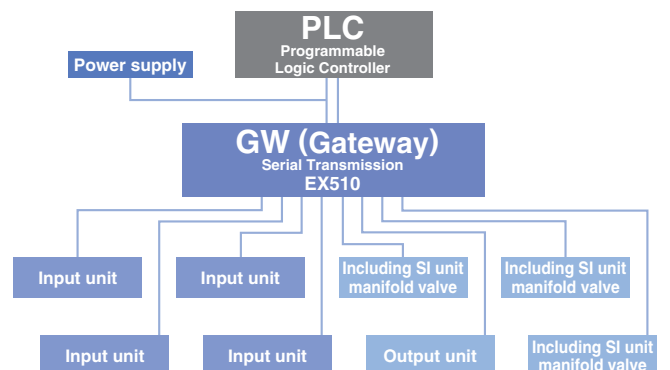 PLC
Programmable
Logic Controller
Power supply
GW (Gateway)
Serial Transmission
EX510
Input unit
Input unit
Including SI unit
manifold valve
Including SI unit
manifold valve
Input unit
Input unit
Output unit
Including SI unit
manifold valve